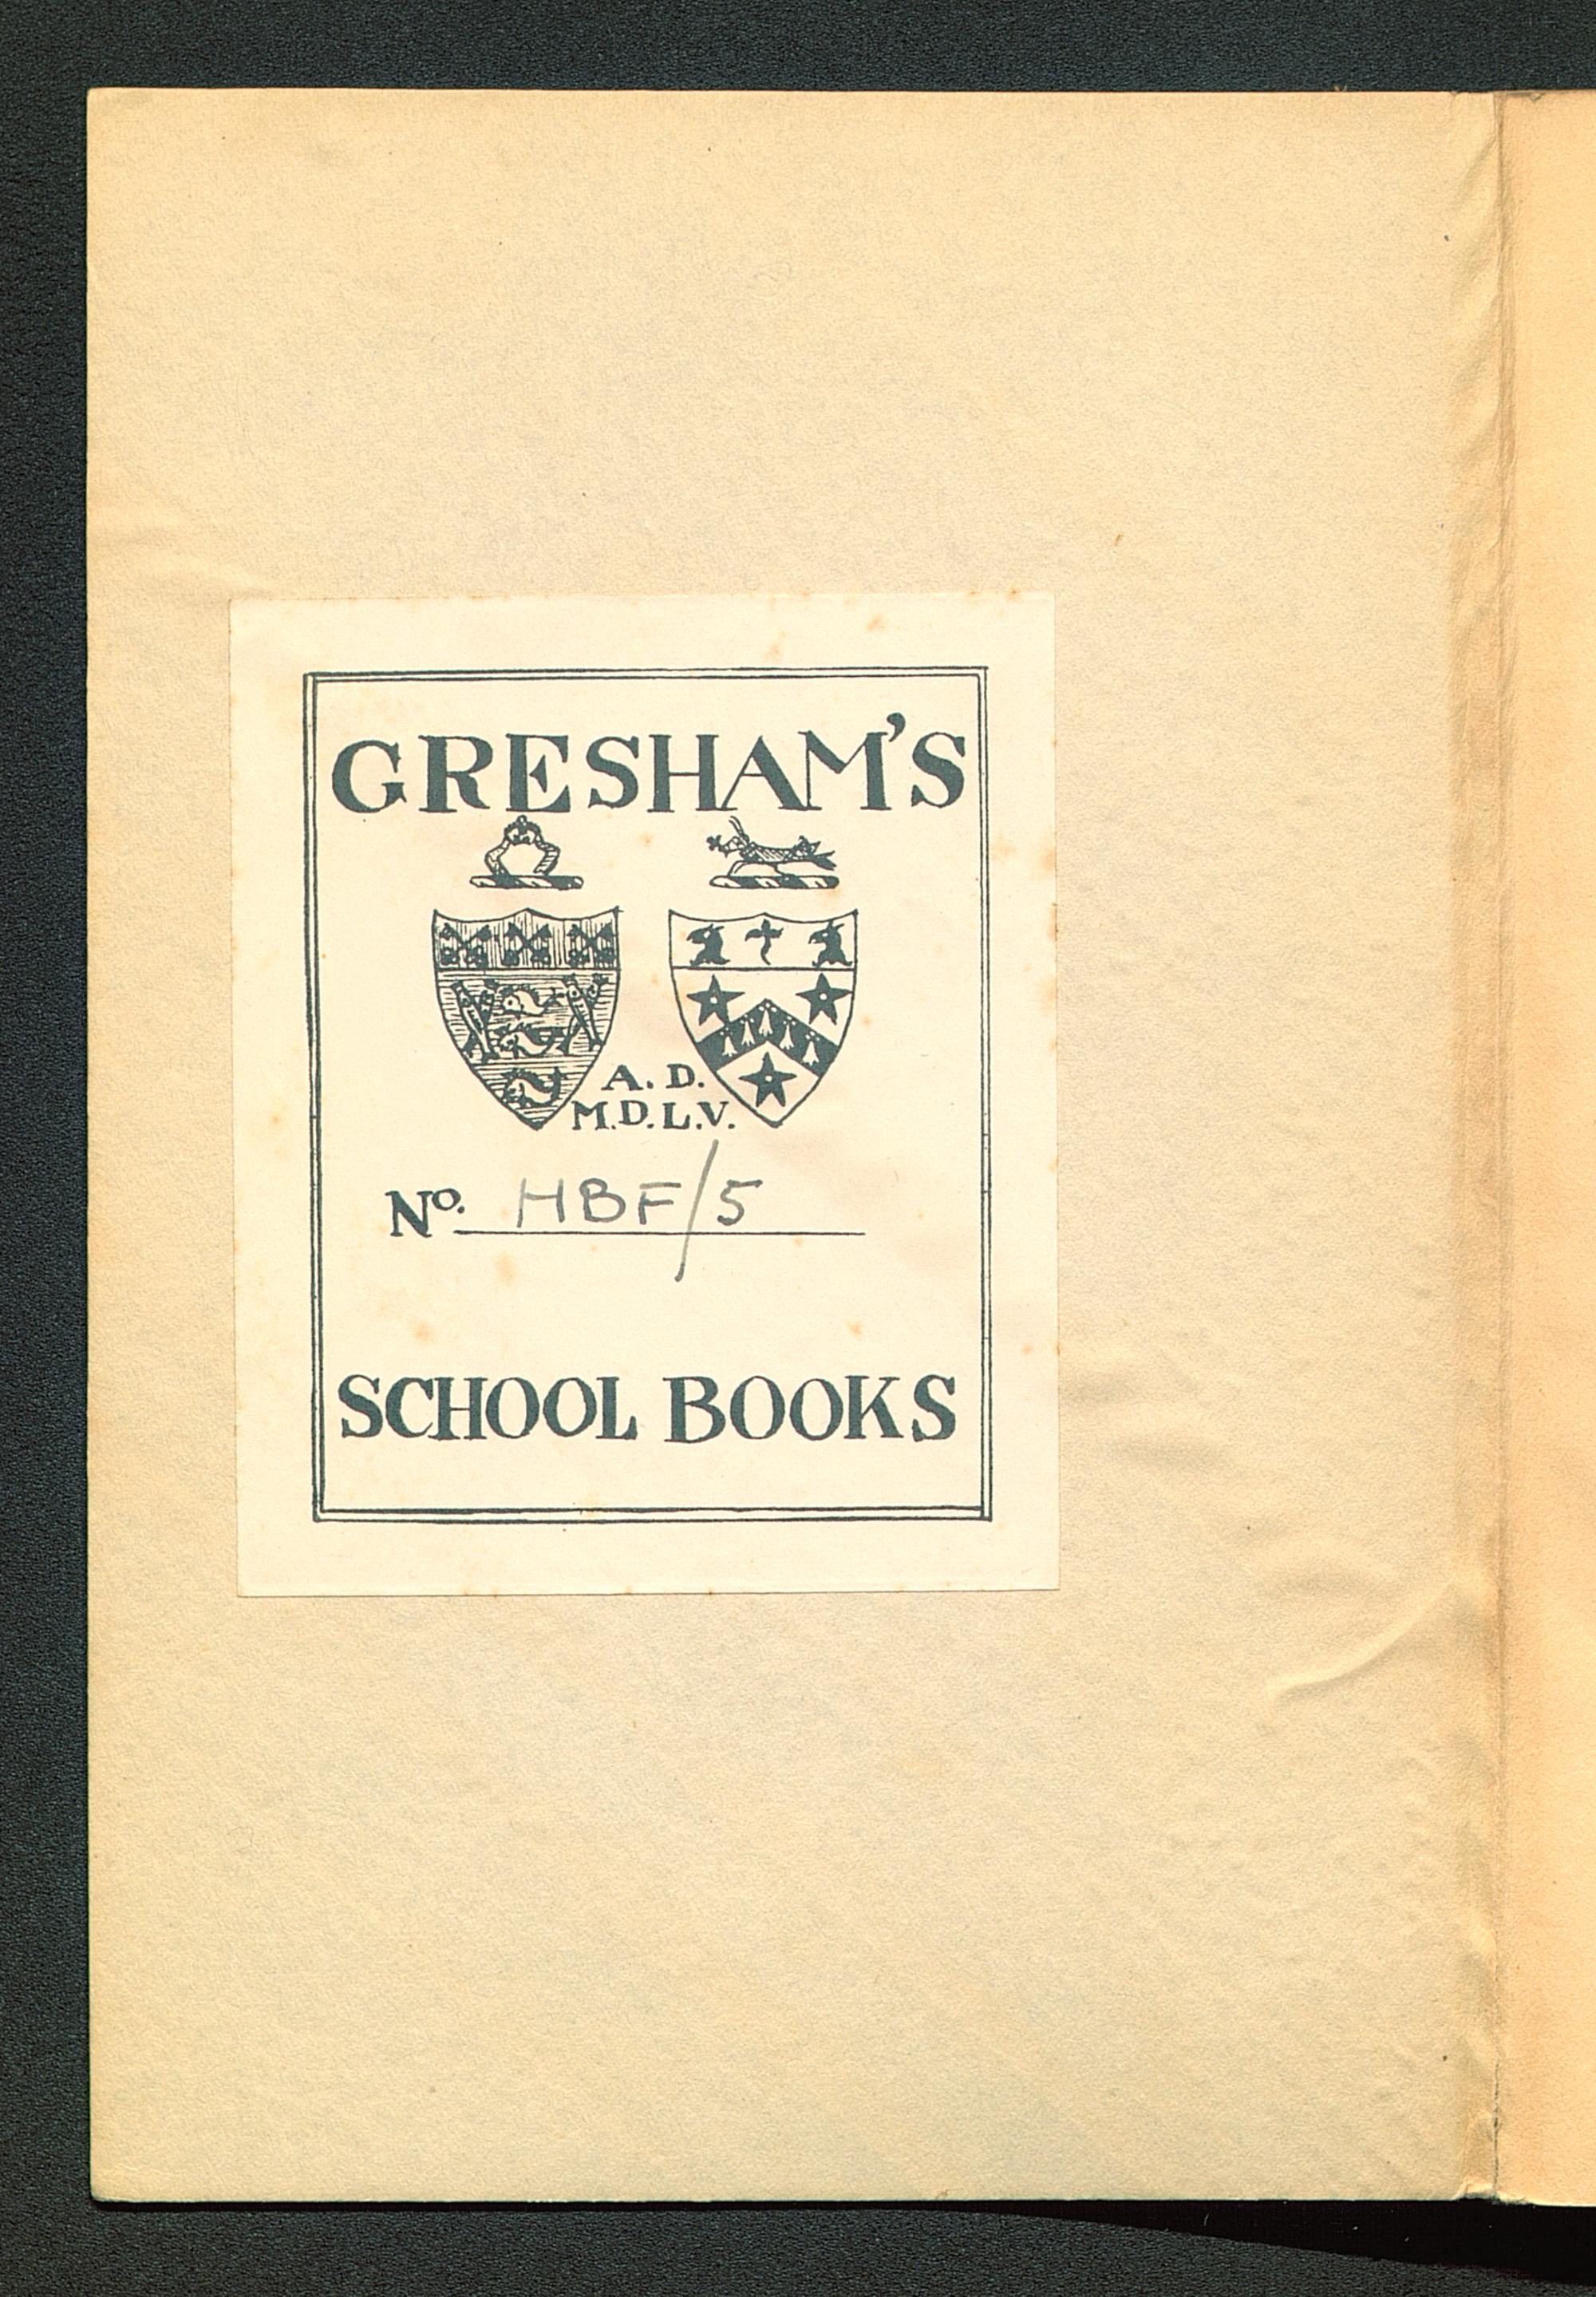 GRESHAM'S
A. D.
M.D.L.V.
Nº. HBF/5
SCHOOL BOOKS